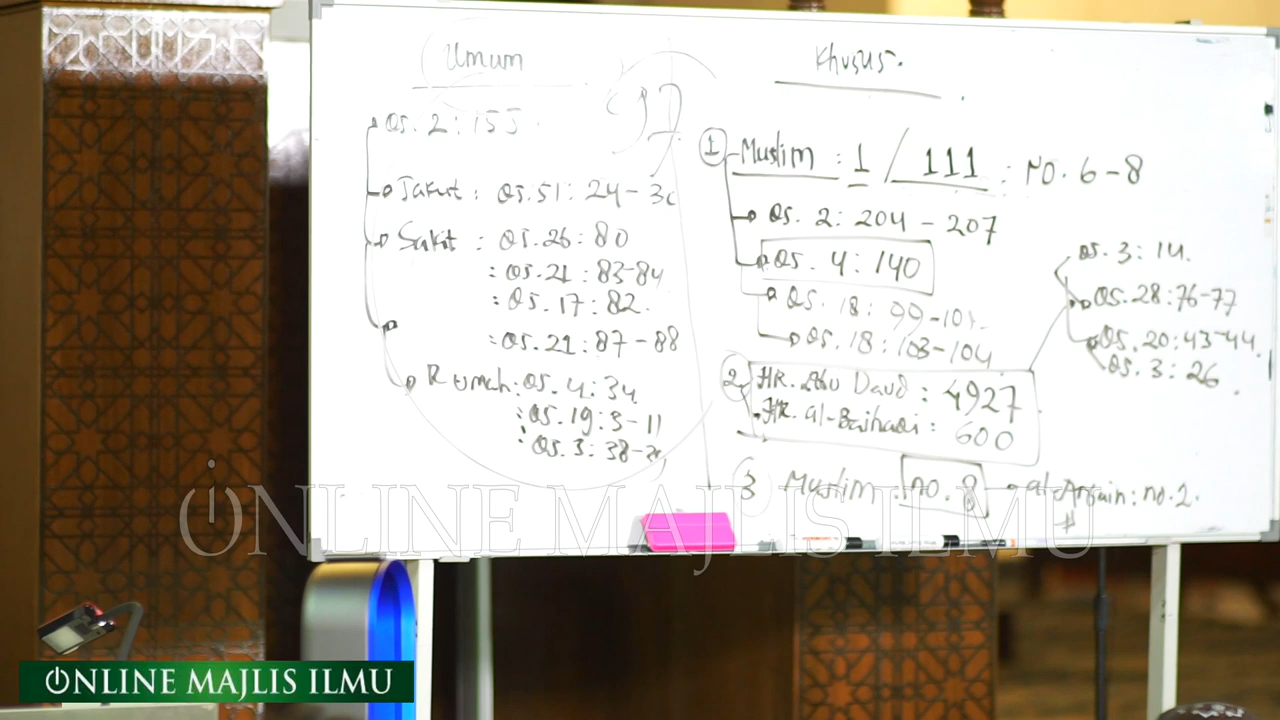 Umum
97
Qs. 2:155
Takut : Qs. 51: 24-30
Sakit : Qs. 26:80
: Qs. 21: 83-84
: Qs. 17: 82.
: Qs. 21: 87-88
Rumah: Qs. 4:34
: Qs. 19:3-11
: Qs. 3: 38-
Khusus.
1 Muslim : 1 / 111 : no. 6-8
Qs. 2: 204 - 207
Qs. 4: 140
Qs. 18: 99-101
Qs. 18: 103-104
2 HR. Abu Daud : 4927
HR. al-Baihaqi : 600
3 Muslim no. 8 al-Arbain: no. 2.
Qs. 3: 14.
Qs. 28:76-77
Qs. 20:43-44.
Qs. 3: 26
ONLINE MAJLIS ILMU
ONLINE MAJLIS ILMU